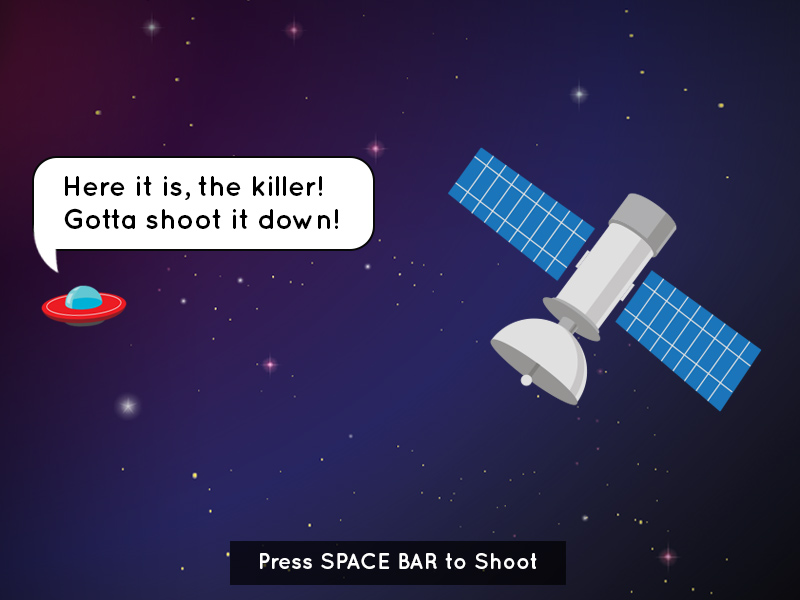 Here it is, the killer!
Gotta shoot it down!
Press SPACE BAR to Shoot